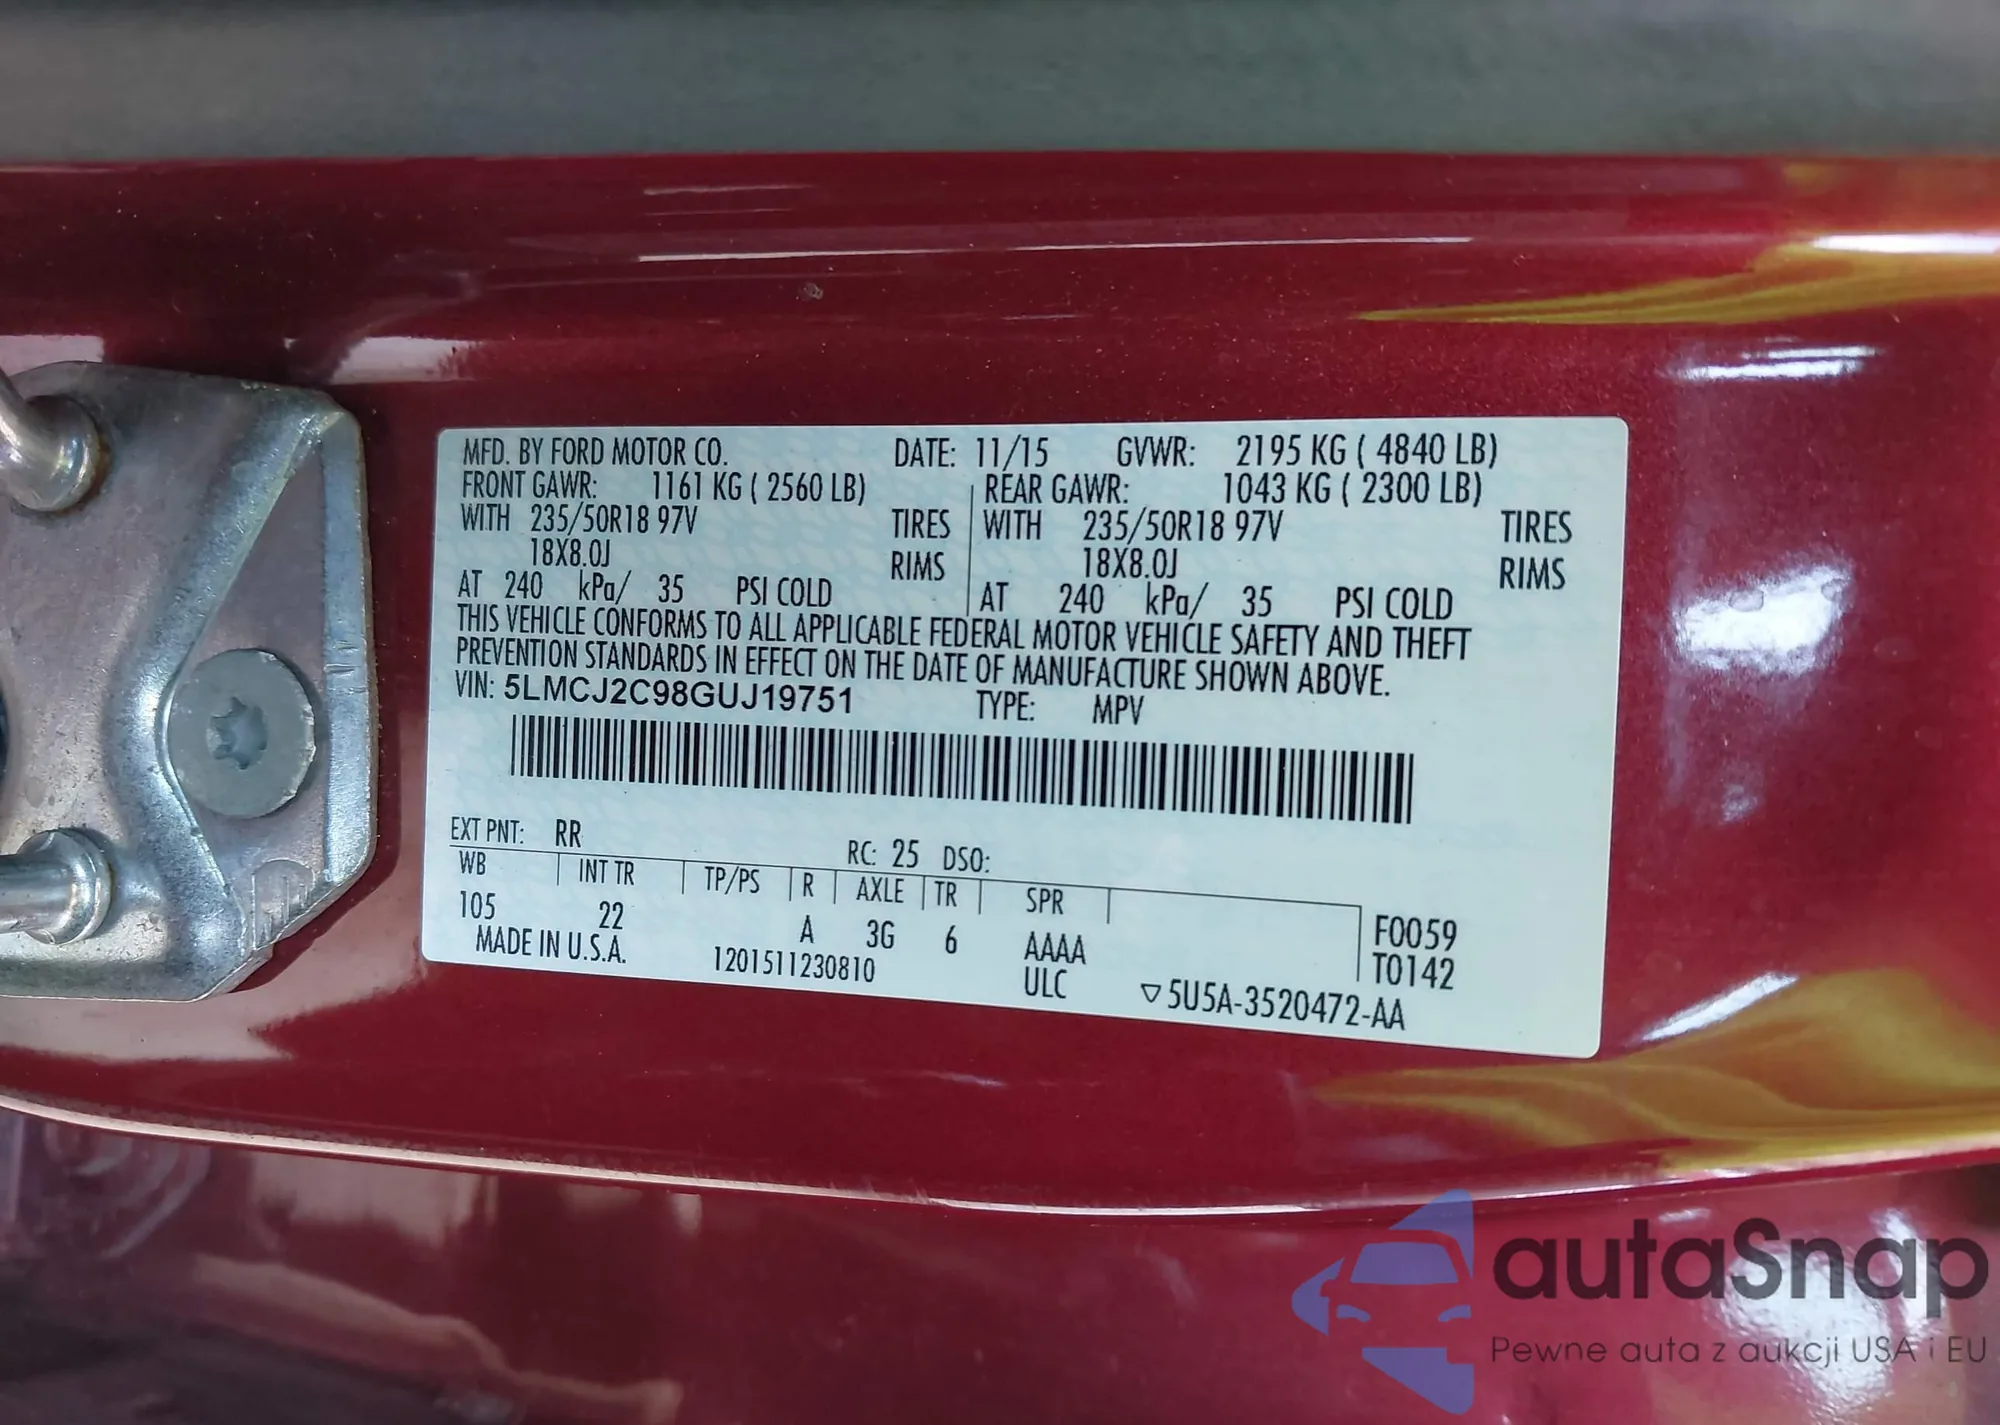 MFD. BY FORD MOTOR CO. DATE: 11/15 GVWR: 2195 KG ( 4840 LB)
FRONT GAWR: 1161 KG ( 2560 LB) REAR GAWR: 1043 KG ( 2300 LB)
WITH 235/50R18 97V TIRES WITH 235/50R18 97V TIRES
18X8.0J RIMS 18X8.0J RIMS
AT 240 kPa/ 35 PSI COLD AT 240 kPa/ 35 PSI COLD
THIS VEHICLE CONFORMS TO ALL APPLICABLE FEDERAL MOTOR VEHICLE SAFETY AND THEFT
PREVENTION STANDARDS IN EFFECT ON THE DATE OF MANUFACTURE SHOWN ABOVE.
VIN: 5LMCJ2C98GUJ19751 TYPE: MPV
EXT PNT: RR RC: 25 DSO:
WB INT TR TP/PS R AXLE TR SPR
105 22 A 3G 6 AAAA F0059
MADE IN U.S.A. 1201511230810 ULC T0142
▽5U5A-3520472-AA
autaSnap
Pewne auta z aukcji USA i EU